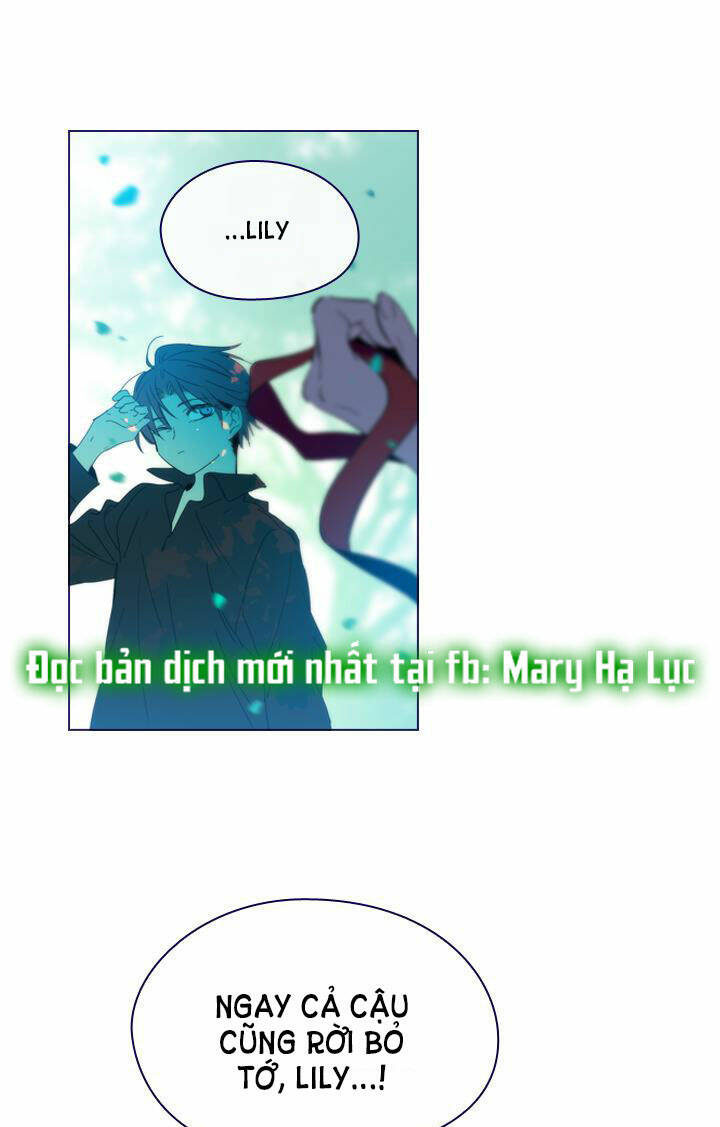 ...LILY
Đọc bản dịch mới nhất tại fb: Mary Hạ Lục
NGAY CẢ CẬU
CŨNG RỜI BỎ
TỚ, LILY...!